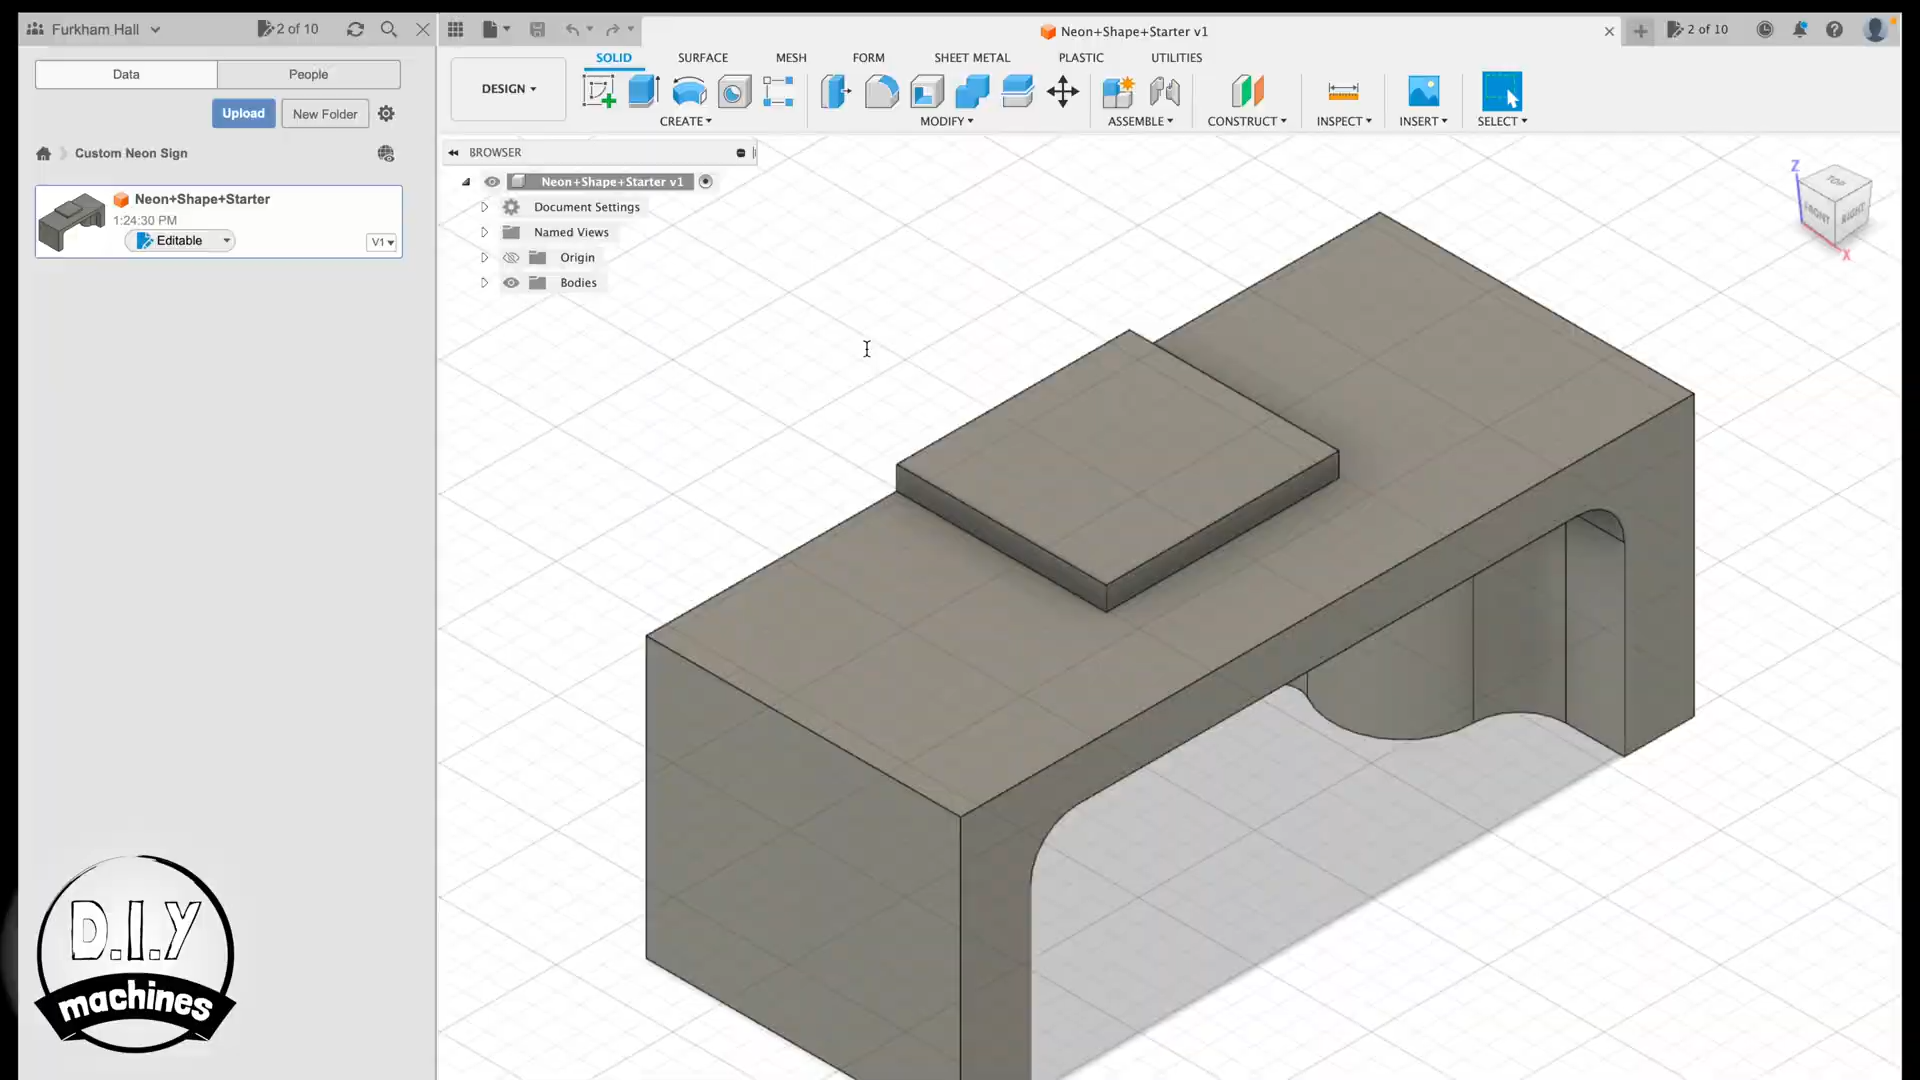 Furkham Hall
2 of 10
Neon+Shape+Starter v1
2 of 10
Data
People
Upload
New Folder
Custom Neon Sign
Neon+Shape+Starter
1:24:30 PM
Editable
V1
SOLID
SURFACE
MESH
FORM
SHEET METAL
PLASTIC
UTILITIES
DESIGN
CREATE
MODIFY
ASSEMBLE
CONSTRUCT
INSPECT
INSERT
SELECT
BROWSER
Neon+Shape+Starter v1
Document Settings
Named Views
Origin
Bodies
Z
TOP
FRONT
RIGHT
X
D.I.Y
machines